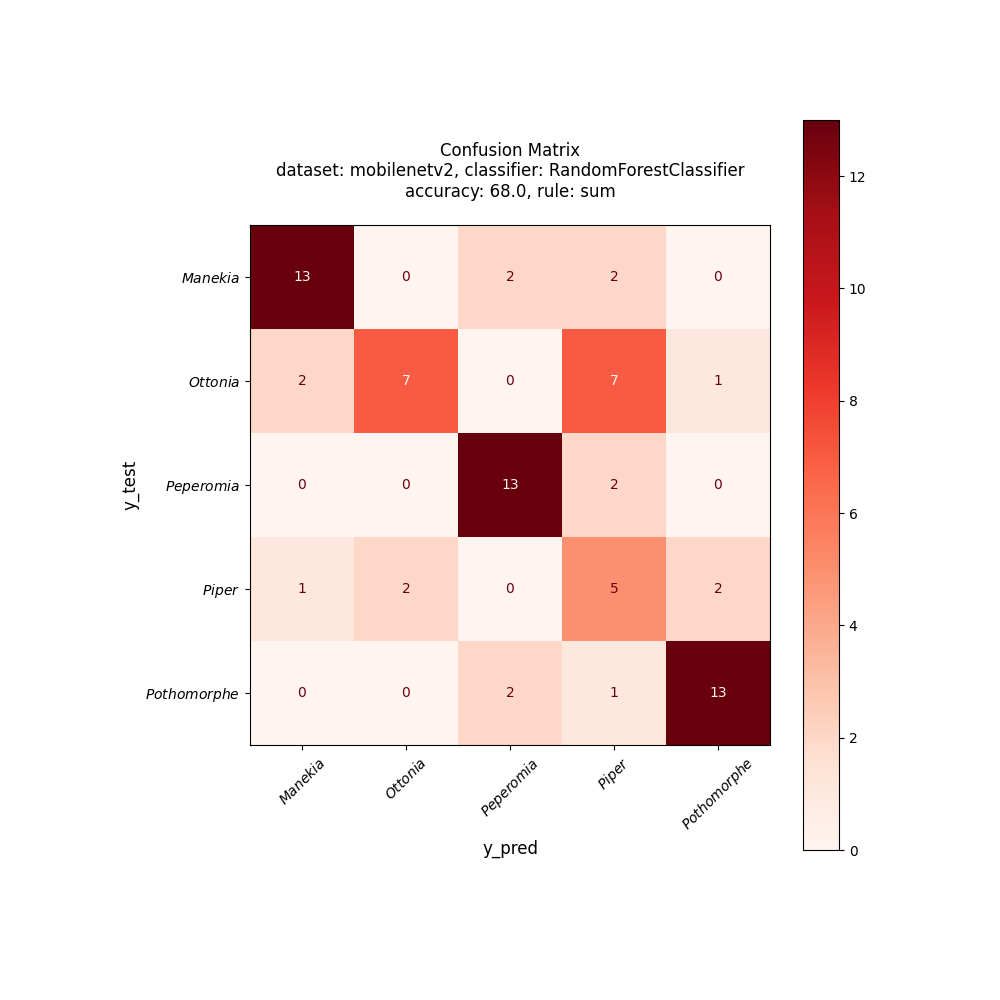 Confusion Matrix
dataset: mobilenetv2, classifier: RandomForestClassifier
accuracy: 68.0, rule: sum
Manekia 13 0 2 2 0
Ottonia 2 7 0 7 1
Peperomia 0 0 13 2 0
Piper 1 2 0 5 2
Pothomorphe 0 0 2 1 13
y_test
Manekia Ottonia Peperomia Piper Pothomorphe
y_pred
12
10
8
6
4
2
0